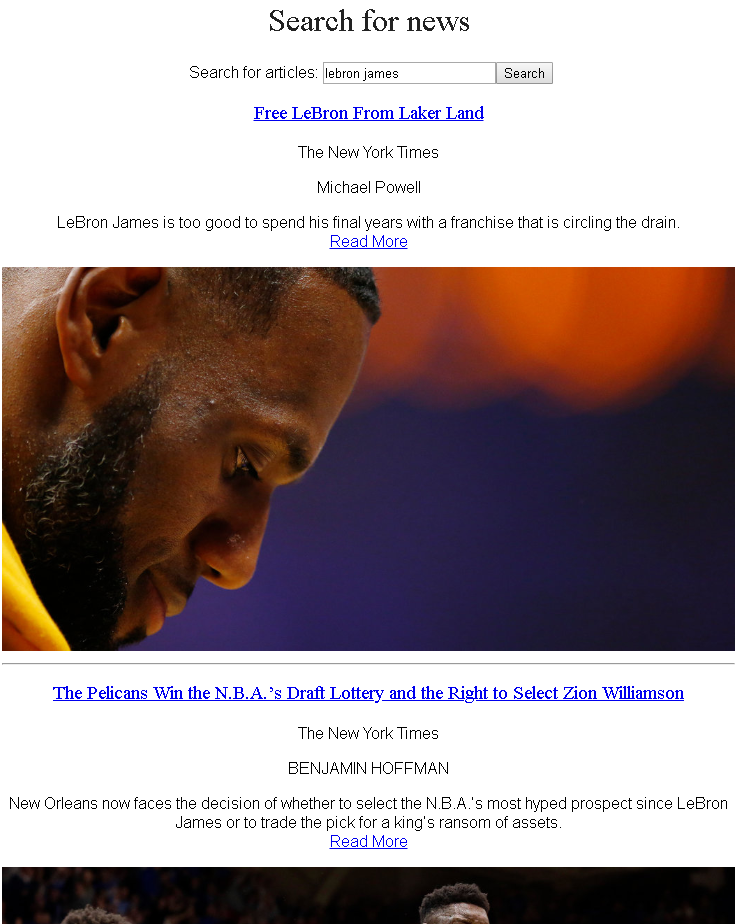 Search for news
Search for articles: lebron james Search
Free LeBron From Laker Land
The New York Times
Michael Powell
LeBron James is too good to spend his final years with a franchise that is circling the drain.
Read More
The Pelicans Win the N.B.A.’s Draft Lottery and the Right to Select Zion Williamson
The New York Times
BENJAMIN HOFFMAN
New Orleans now faces the decision of whether to select the N.B.A.’s most hyped prospect since LeBron
James or to trade the pick for a king’s ransom of assets.
Read More